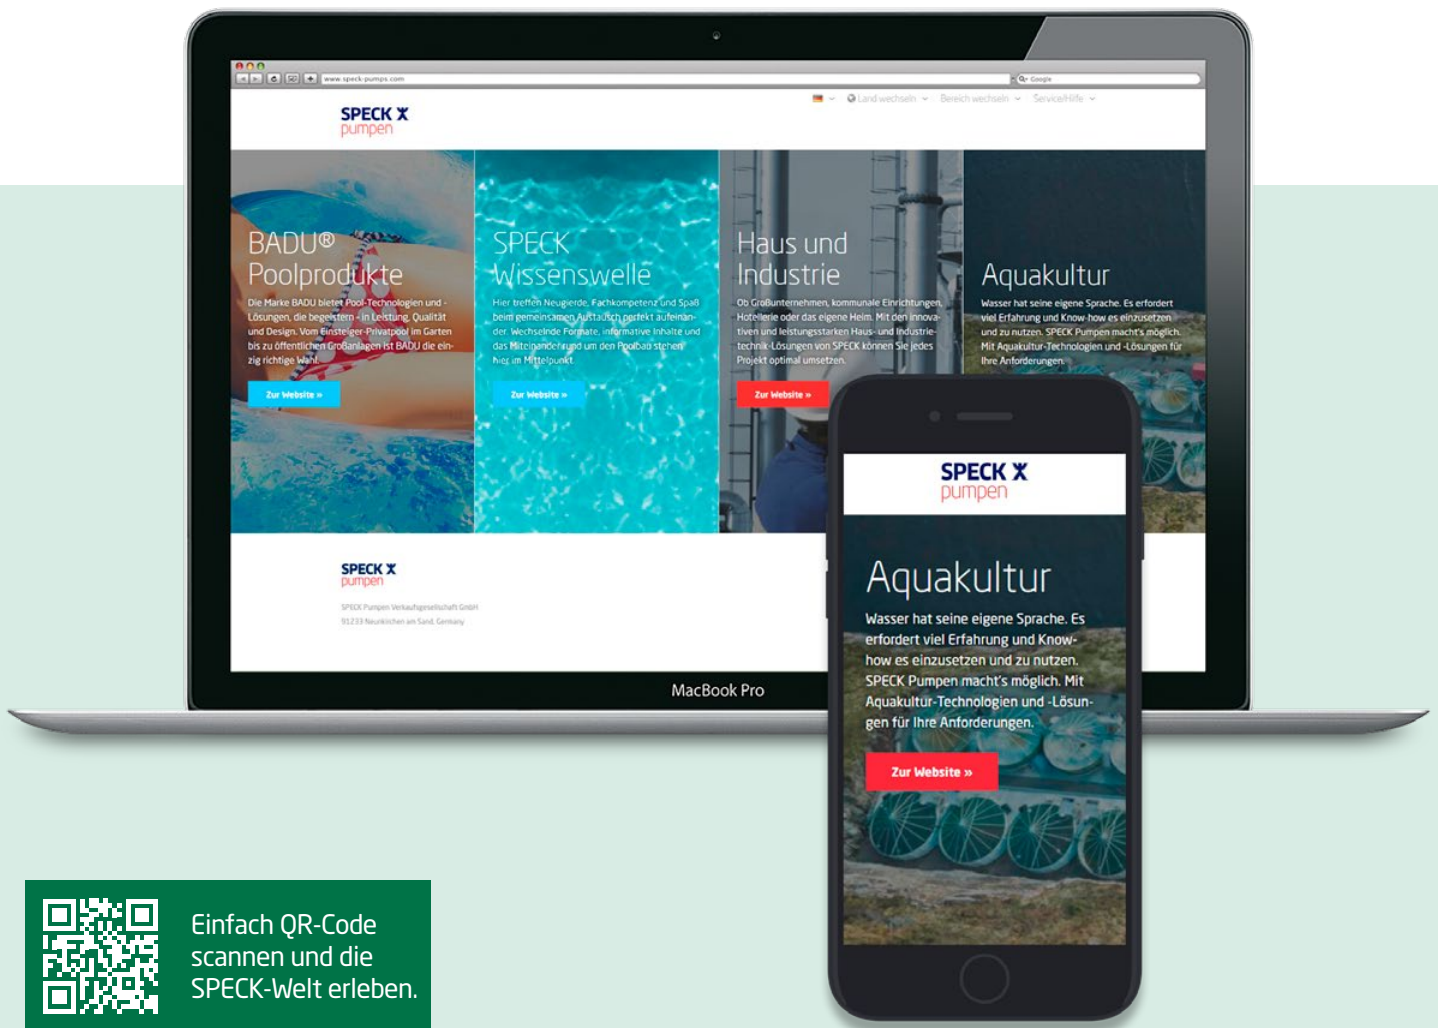 www.speck-pumps.com
Google
Land wechseln
Bereich wechseln
Service/Hilfe
SPECK
pumpen
BADU®
Poolprodukte
Die Marke BADU bietet Pool-Technologien und -
Lösungen, die begeistern - in Leistung, Qualität
und Design. Vom Einsteiger-Privatpool im Garten
bis zu öffentlichen Großanlagen ist BADU die ein-
zig richtige Wahl.
Zur Website »
SPECK
Wissenswelle
Hier treffen Neugierde, Fachkompetenz und Spaß
beim gemeinsamen Austausch perfekt aufeinan-
der. Wechselnde Formate, informative Inhalte und
das Miteinander rund um den Poolbau stehen
hier im Mittelpunkt.
Zur Website »
Haus und
Industrie
Ob Großunternehmen, kommunale Einrichtungen,
Hotellerie oder das eigene Heim. Mit den innova-
tiven und leistungsstarken Haus- und Industrie-
technik-Lösungen von SPECK können Sie jedes
Projekt optimal umsetzen.
Zur Website »
Aquakultur
Wasser hat seine eigene Sprache. Es erfordert
viel Erfahrung und Know-how es einzusetzen
und zu nutzen. SPECK Pumpen macht's möglich.
Mit Aquakultur-Technologien und -Lösungen für
Ihre Anforderungen.
SPECK
pumpen
SPECK Pumpen Verkaufsgesellschaft GmbH
91233 Neunkirchen am Sand, Germany
MacBook Pro
SPECK
pumpen
Aquakultur
Wasser hat seine eigene Sprache. Es
erfordert viel Erfahrung und Know-
how es einzusetzen und zu nutzen.
SPECK Pumpen macht's möglich. Mit
Aquakultur-Technologien und -Lösun-
gen für Ihre Anforderungen.
Zur Website »
Einfach QR-Code
scannen und die
SPECK-Welt erleben.